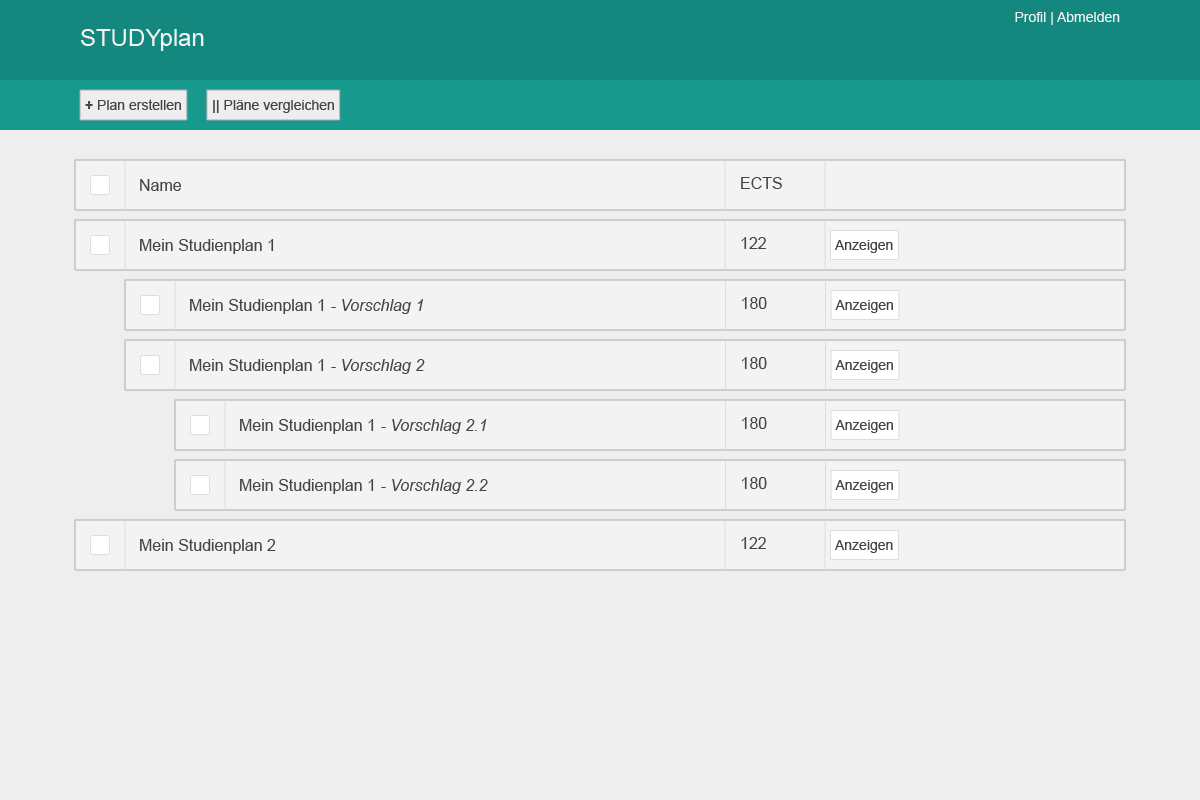 Profil | Abmelden
STUDYplan
+ Plan erstellen || Pläne vergleichen
Name ECTS
Mein Studienplan 1 122 Anzeigen
Mein Studienplan 1 - Vorschlag 1 180 Anzeigen
Mein Studienplan 1 - Vorschlag 2 180 Anzeigen
Mein Studienplan 1 - Vorschlag 2.1 180 Anzeigen
Mein Studienplan 1 - Vorschlag 2.2 180 Anzeigen
Mein Studienplan 2 122 Anzeigen